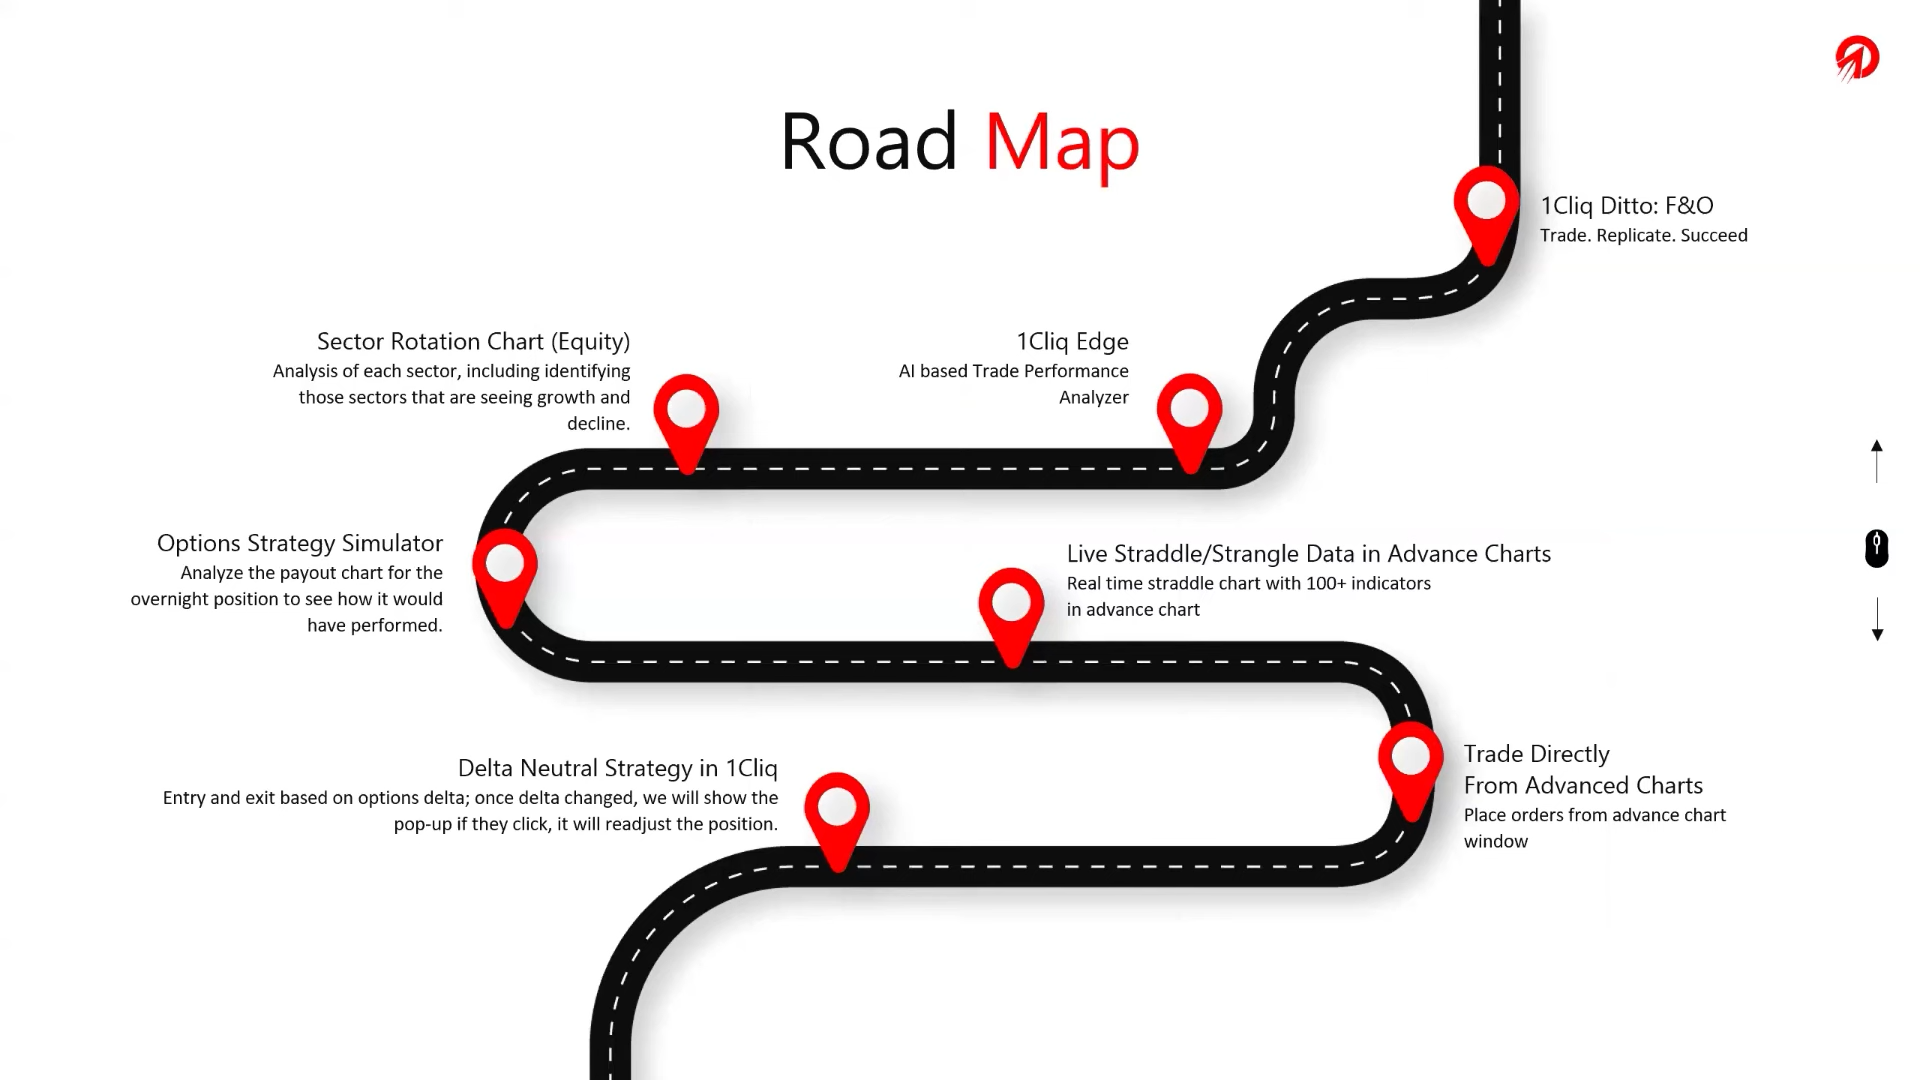 Road Map
1Cliq Ditto: F&O
Trade. Replicate. Succeed
Sector Rotation Chart (Equity)
Analysis of each sector, including identifying
those sectors that are seeing growth and
decline.
1Cliq Edge
AI based Trade Performance
Analyzer
Options Strategy Simulator
Analyze the payout chart for the
overnight position to see how it would
have performed.
Live Straddle/Strangle Data in Advance Charts
Real time straddle chart with 100+ indicators
in advance chart
Delta Neutral Strategy in 1Cliq
Entry and exit based on options delta; once delta changed, we will show the
pop-up if they click, it will readjust the position.
Trade Directly
From Advanced Charts
Place orders from advance chart
window